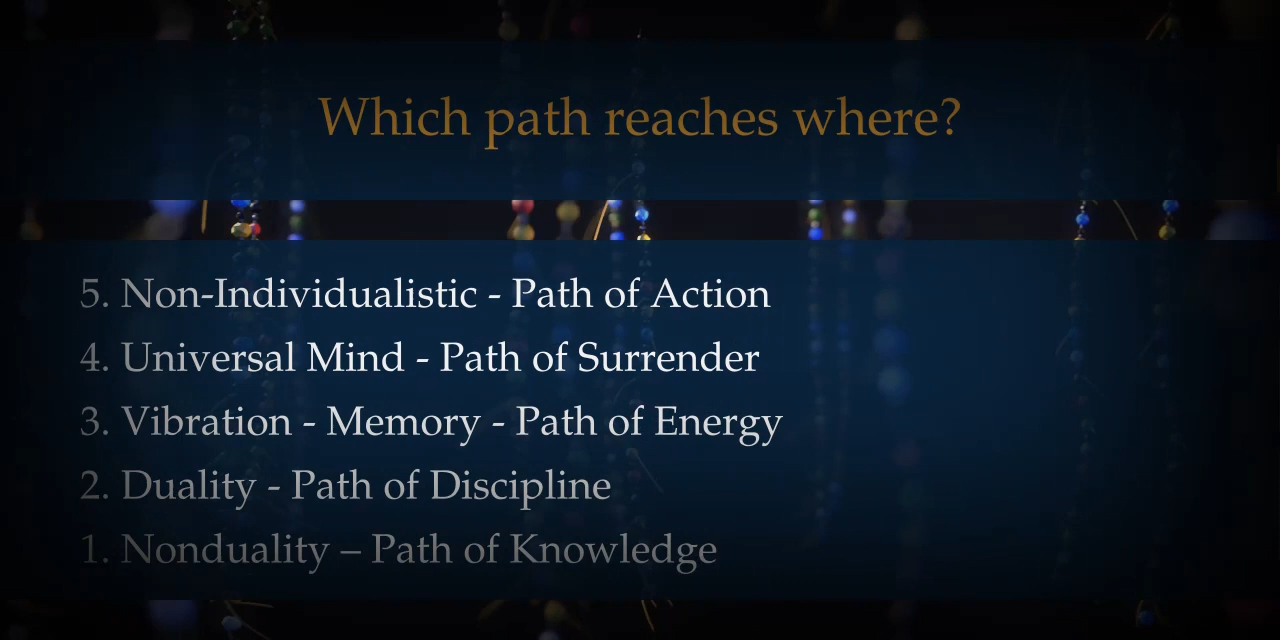 Which path reaches where?
5. Non-Individualistic - Path of Action
4. Universal Mind - Path of Surrender
3. Vibration - Memory - Path of Energy
2. Duality - Path of Discipline
1. Nonduality – Path of Knowledge